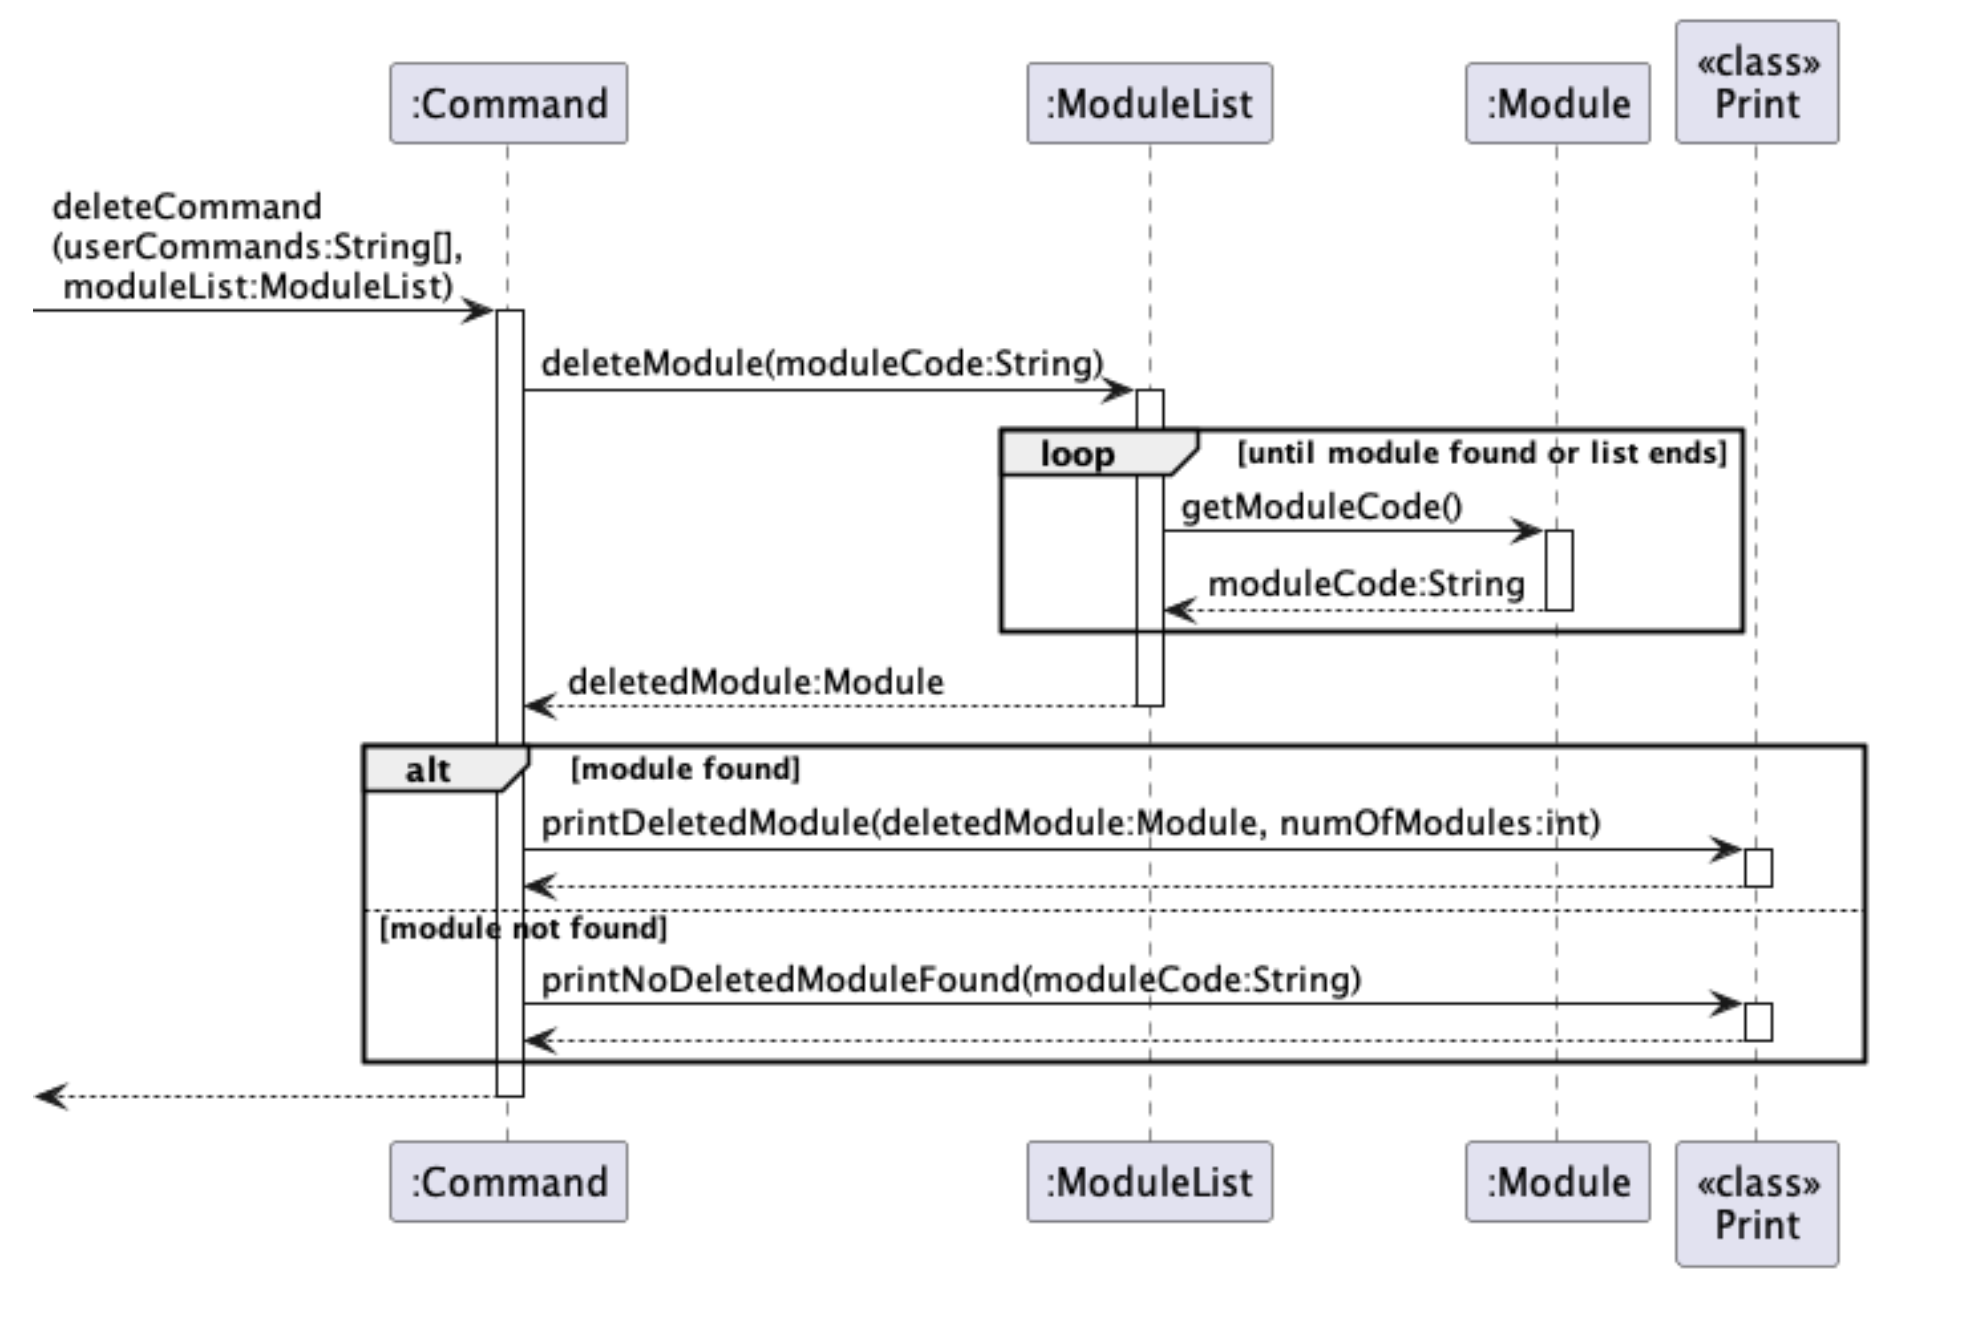 :Command
:ModuleList
:Module
«class»
Print
deleteCommand
(userCommands:String[],
moduleList:ModuleList)
deleteModule(moduleCode:String)
loop
[until module found or list ends]
getModuleCode()
moduleCode:String
deletedModule:Module
alt
[module found]
printDeletedModule(deletedModule:Module, numOfModules:int)
[module not found]
printNoDeletedModuleFound(moduleCode:String)
:Command
:ModuleList
:Module
«class»
Print